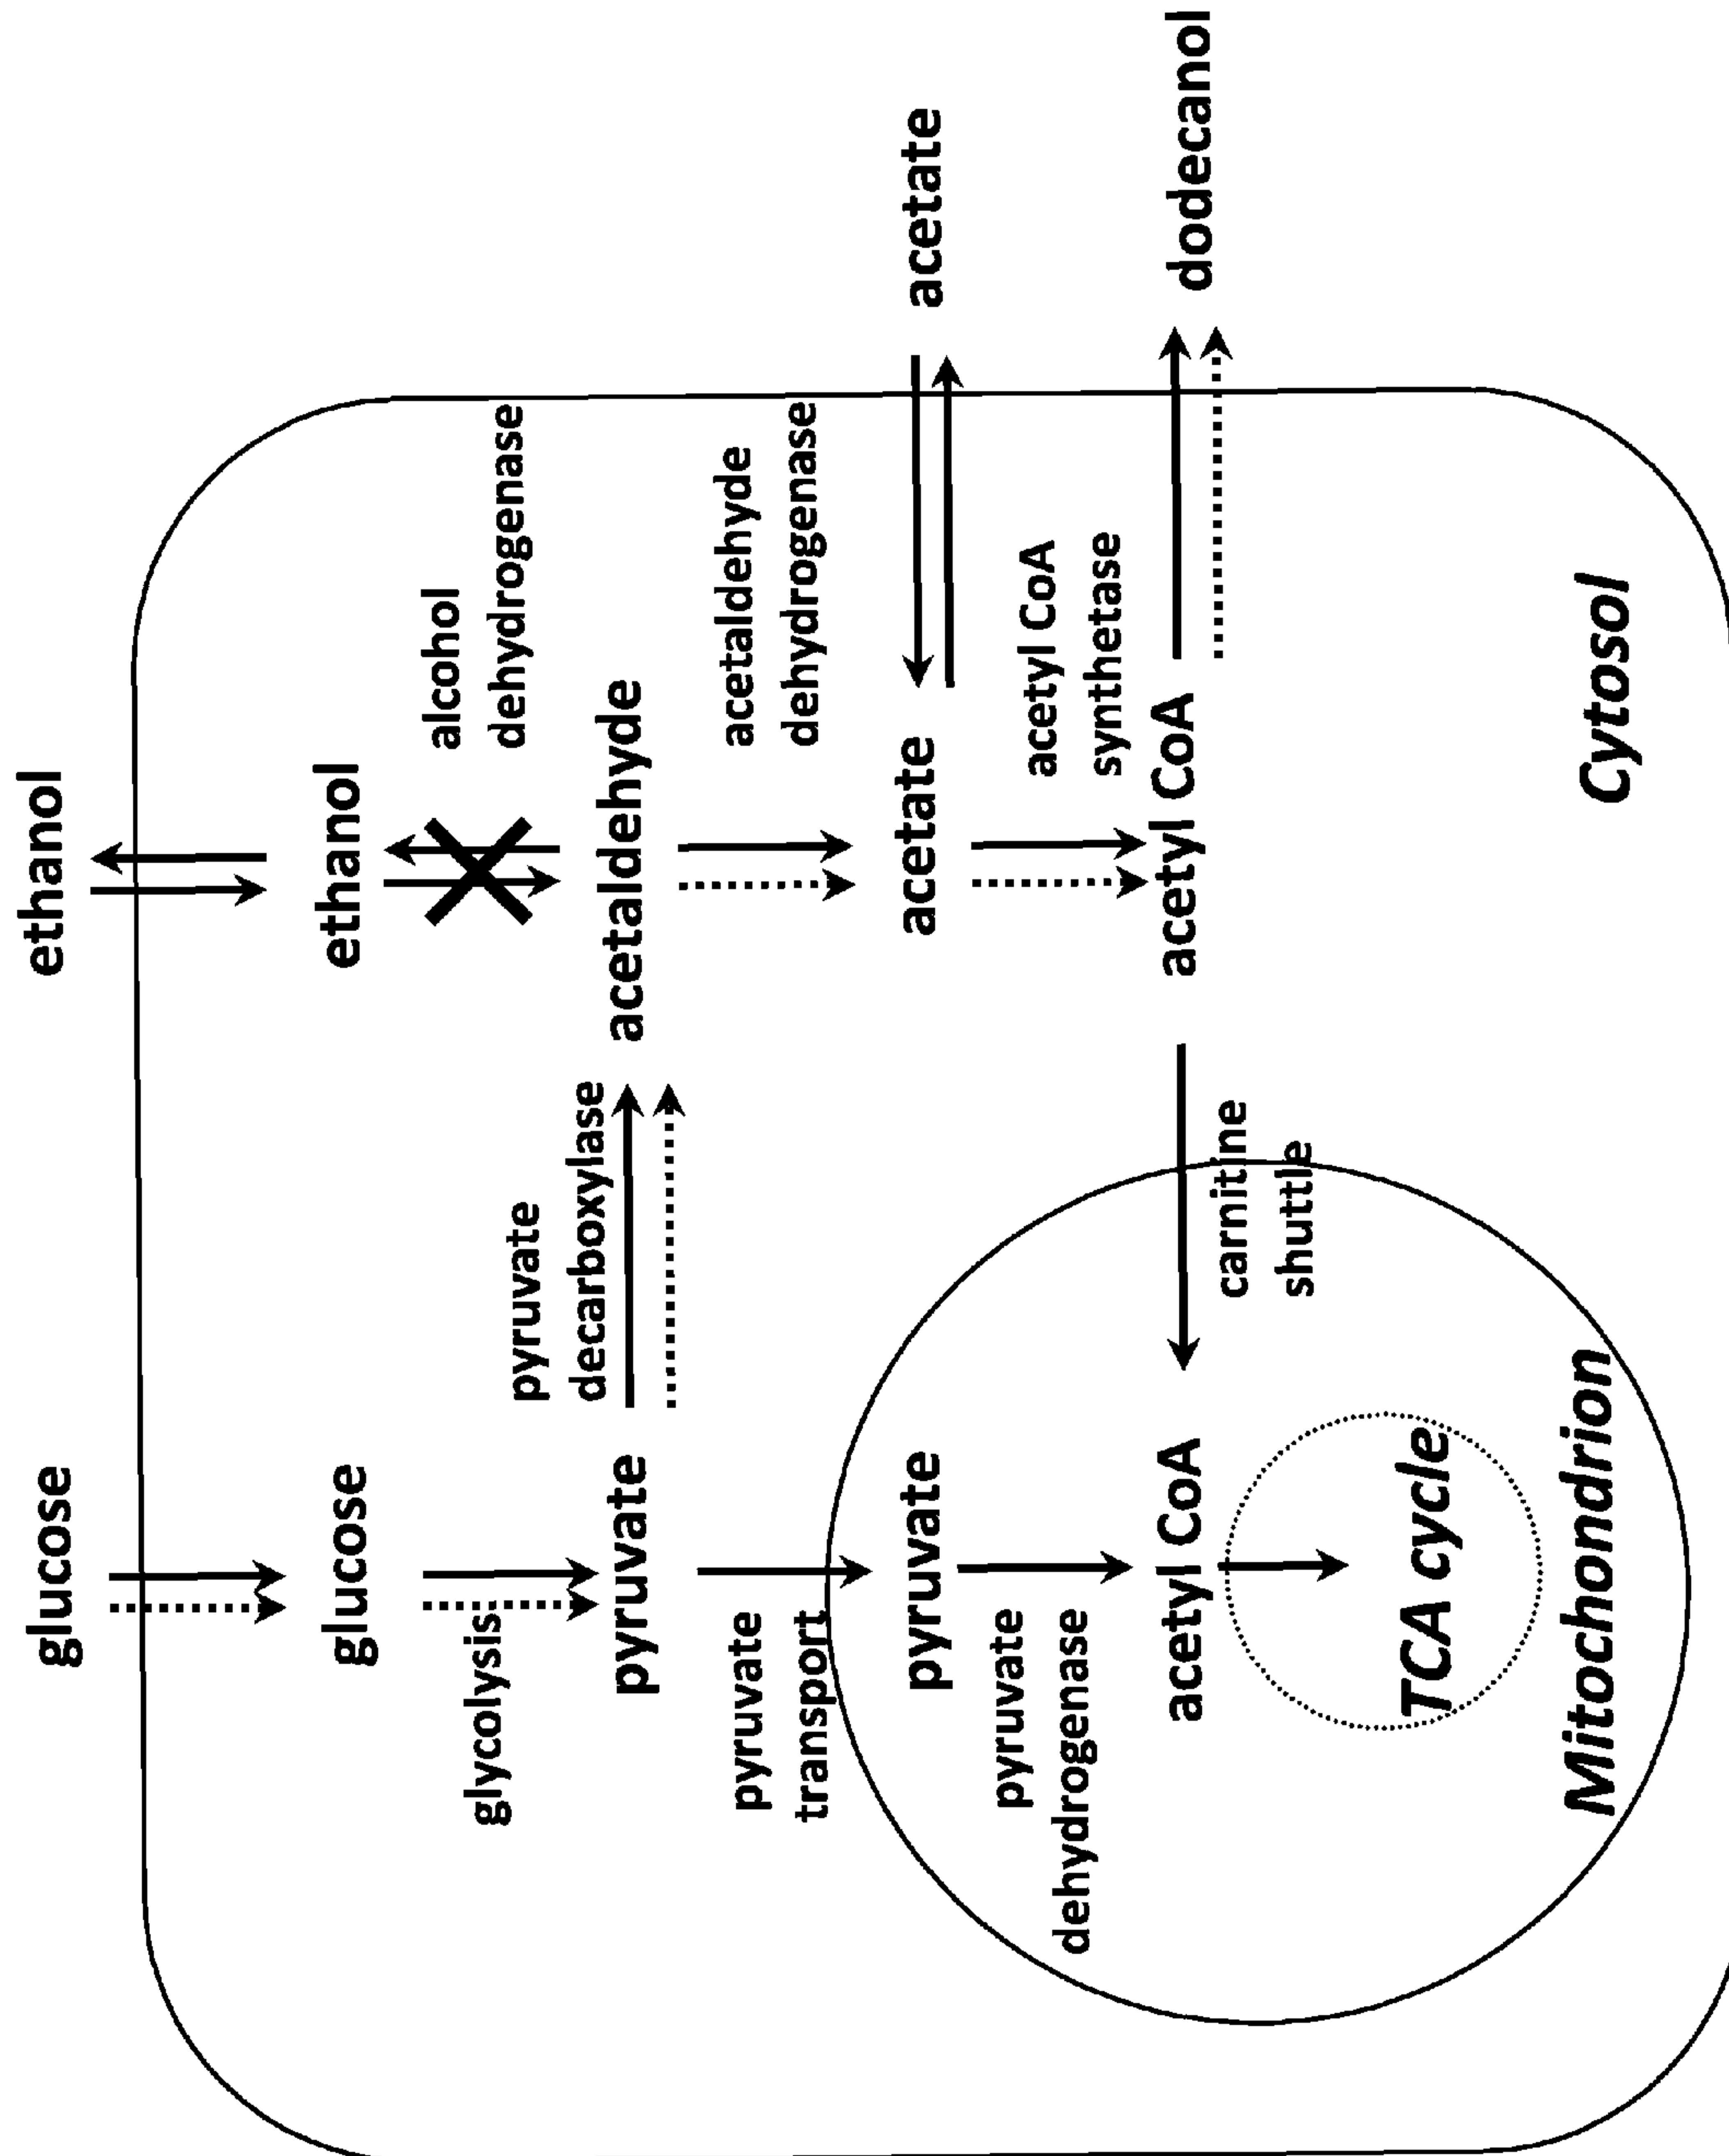 glucose
ethanol
glucose
ethanol
glycolysis
alcohol
dehydrogenase
pyruvate
decarboxylase
pyruvate
acetaldehyde
pyruvate
transport
acetaldehyde
dehydrogenase
pyruvate
acetate
acetate
pyruvate
dehydrogenase
acetyl CoA
synthetase
acetyl CoA
acetyl CoA
dodecanol
carnitine
shuttle
TCA cycle
Mitochondrion
Cytosol